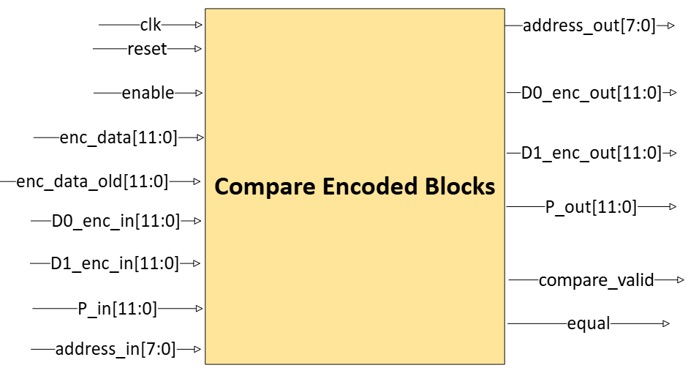 clk
reset
enable
enc_data[11:0]
enc_data_old[11:0]
D0_enc_in[11:0]
D1_enc_in[11:0]
P_in[11:0]
address_in[7:0]
Compare Encoded Blocks
address_out[7:0]
D0_enc_out[11:0]
D1_enc_out[11:0]
P_out[11:0]
compare_valid
equal